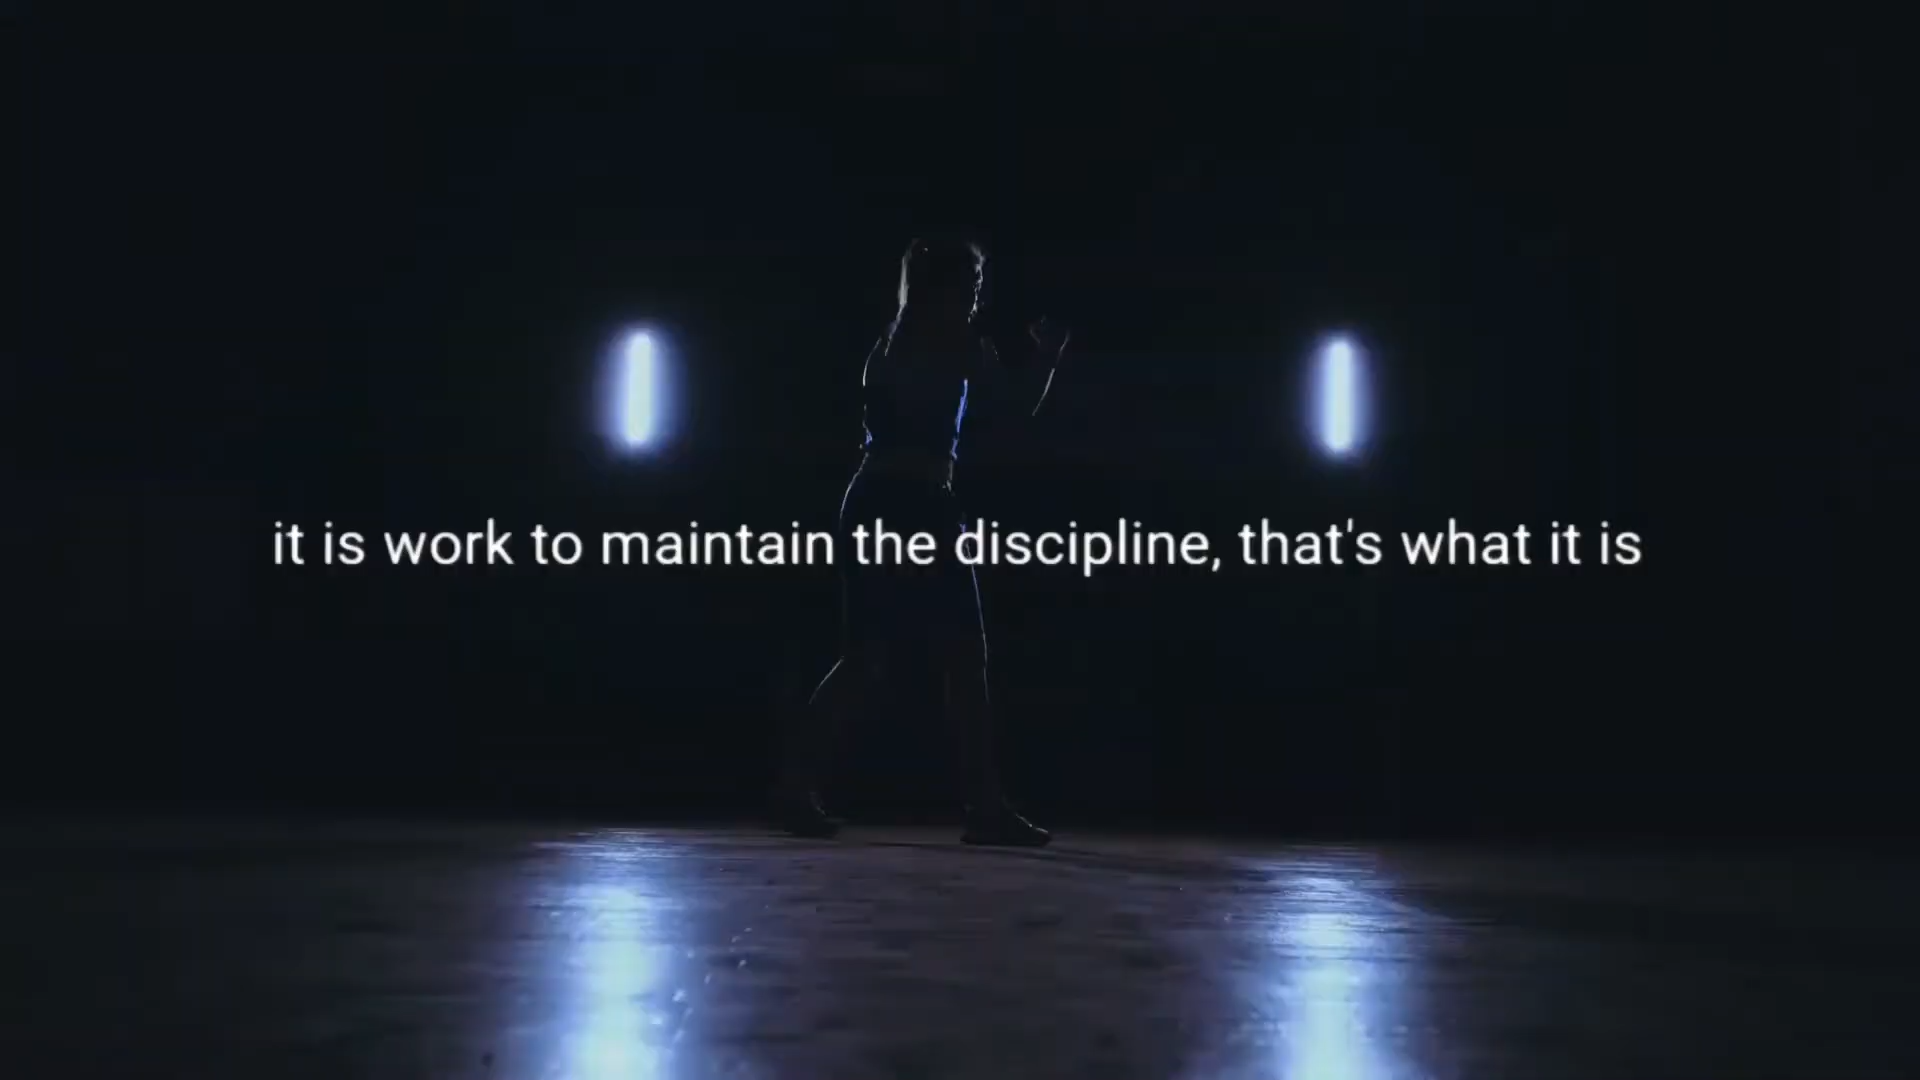 it is work to maintain the discipline, that's what it is